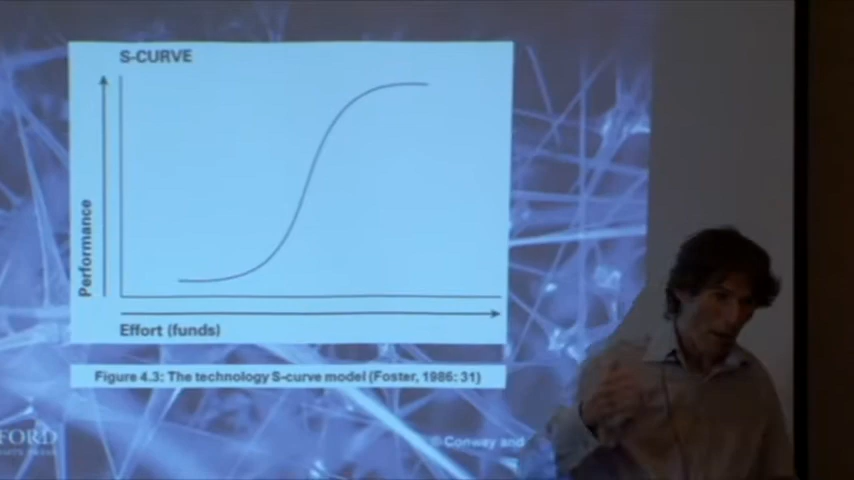 S-CURVE
Performance
Effort (funds)
Figure 4.3: The technology S-curve model (Foster, 1986: 31)
FORD
© Conway and